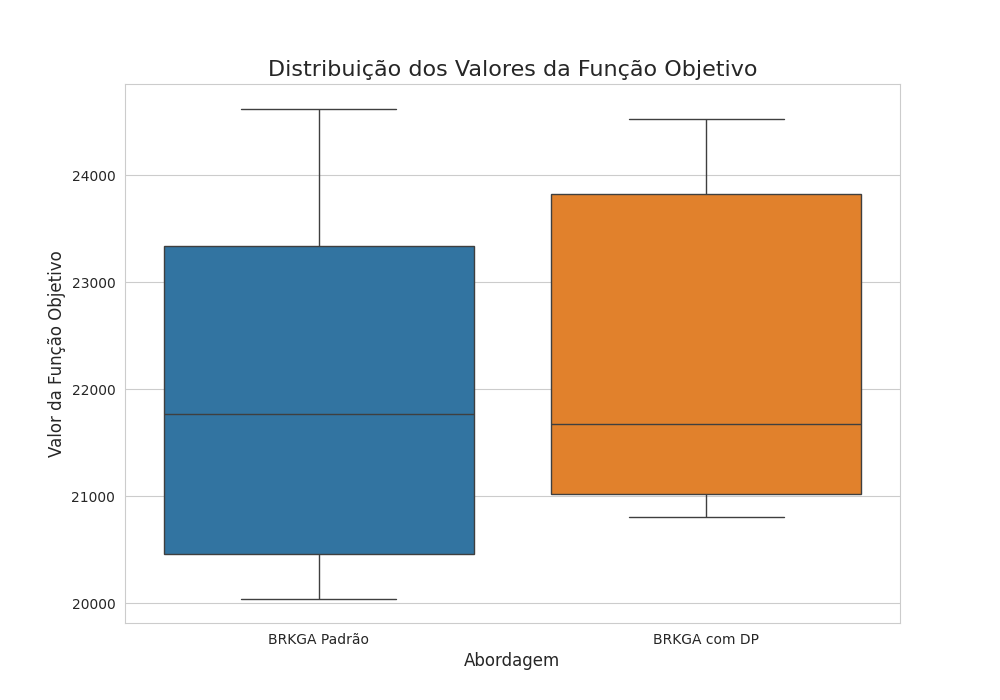 Distribuição dos Valores da Função Objetivo
Valor da Função Objetivo
24000
23000
22000
21000
20000
BRKGA Padrão
BRKGA com DP
Abordagem